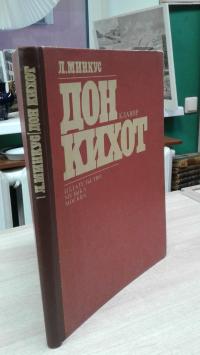 Л. МИНКУС
ДОН
КЛАВИР
КИХОТ
ИЗДАТЕЛЬСТВО
МУЗЫКА
МОСКВА
Л. МИНКУС ДОН КИХОТ